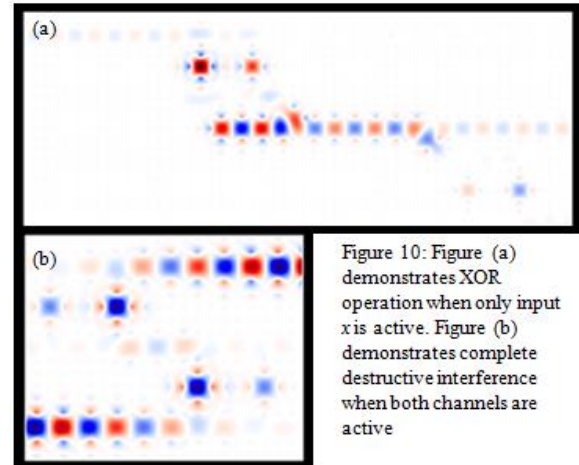 (a)
(b)
Figure 10: Figure (a)
demonstrates XOR
operation when only input
x is active. Figure (b)
demonstrates complete
destructive interference
when both channels are
active